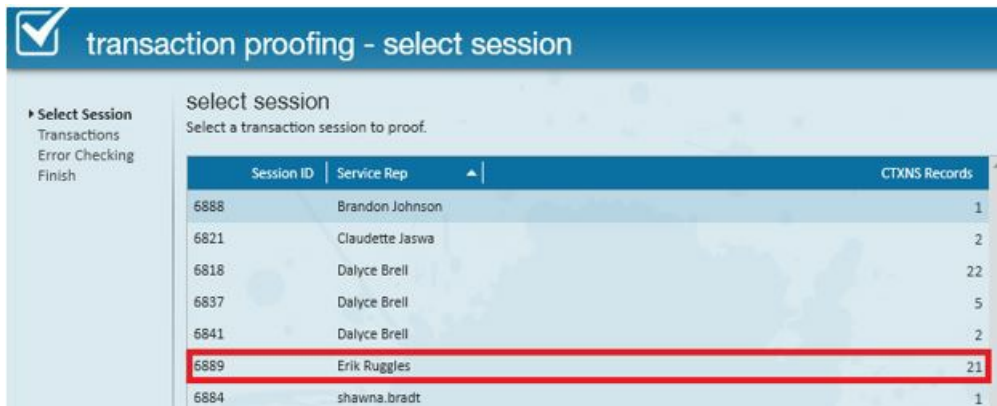 transaction proofing - select session
Select Session
Transactions
Error Checking
Finish
select session
Select a transaction session to proof.
Session ID Service Rep CTXNS Records
6888 Brandon Johnson 1
6821 Claudette Jaswa 2
6818 Dalyce Brell 22
6837 Dalyce Brell 5
6841 Dalyce Brell 2
6889 Erik Ruggles 21
6884 shawna.bradt 1